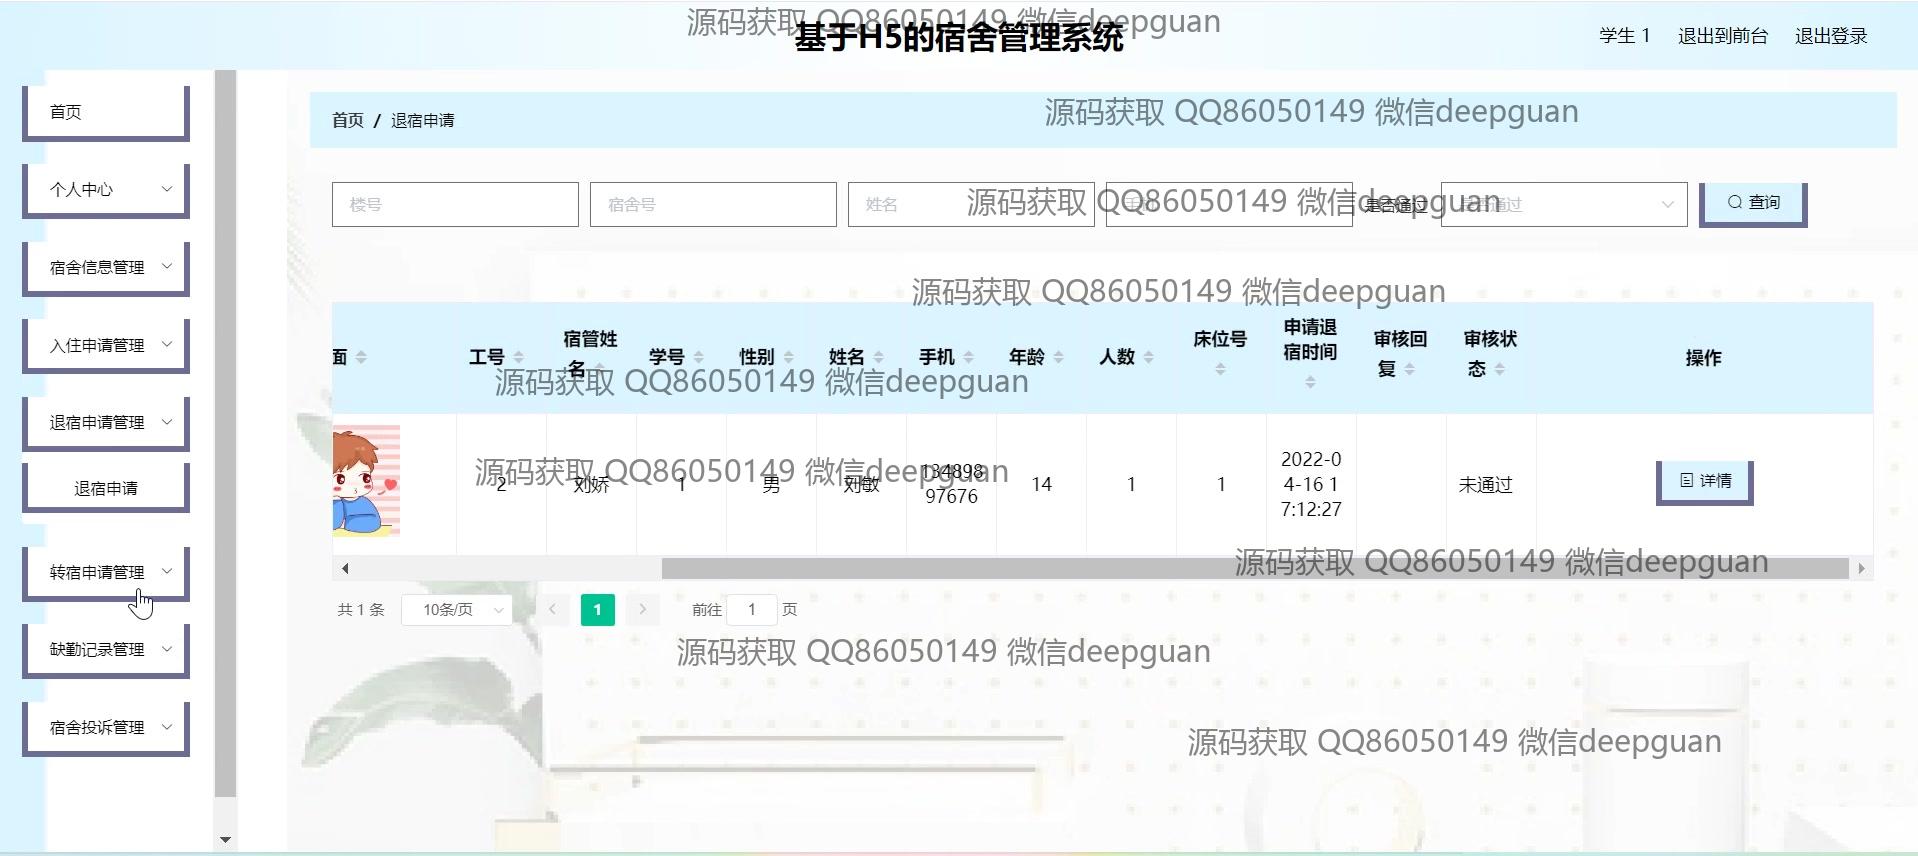 源码获取 QQ86050149 微信deepguan
基于H5的宿舍管理系统
学生 1 退出到前台 退出登录
首页
个人中心
宿舍信息管理
入住申请管理
退宿申请管理
退宿申请
转宿申请管理
缺勤记录管理
宿舍投诉管理
首页 / 退宿申请
源码获取 QQ86050149 微信deepguan
楼号 宿舍号 姓名 手机 是否通过 是否通过 查询
源码获取 QQ86050149 微信deepguan
源码获取 QQ86050149 微信deepguan
面 工号 宿管姓名 学号 性别 姓名 手机 年龄 人数 床位号 申请退宿时间 审核回复 审核状态 操作
源码获取 QQ86050149 微信deepguan
2 刘娇 1 男 刘敏 13489897676 14 1 1 2022-04-16 17:12:27 未通过 详情
源码获取 QQ86050149 微信deepguan
源码获取 QQ86050149 微信deepguan
共 1 条 10条/页 1 前往 1 页
源码获取 QQ86050149 微信deepguan
源码获取 QQ86050149 微信deepguan